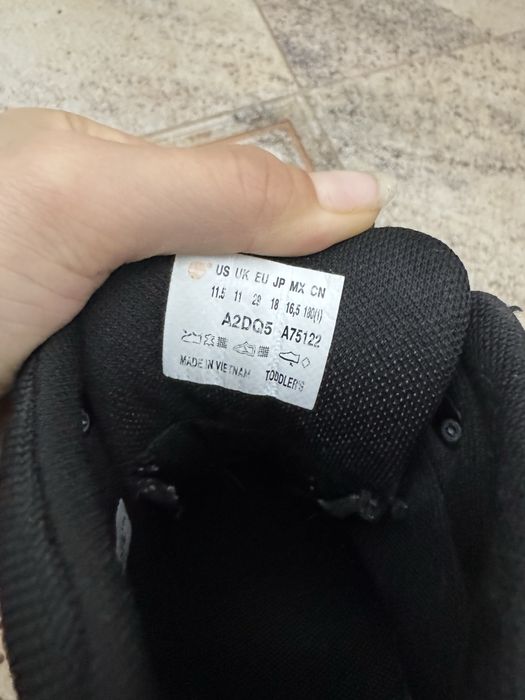 US UK EU JP MX CN
11.5 11 29 18 16,5 180(I)
A2DQ5 A75122
MADE IN VIETNAM TODDLER'S